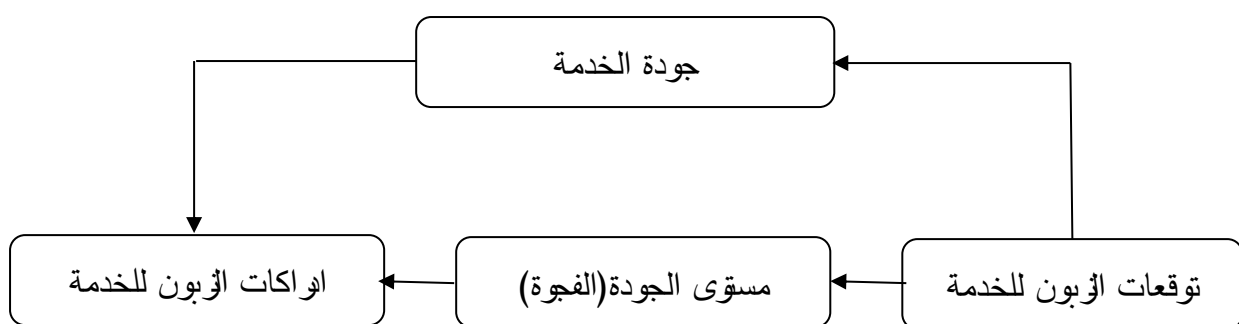 جودة الخدمة
توقعات الزبون للخدمة
مستوى الجودة(الفجوة)
ادراكات الزبون للخدمة